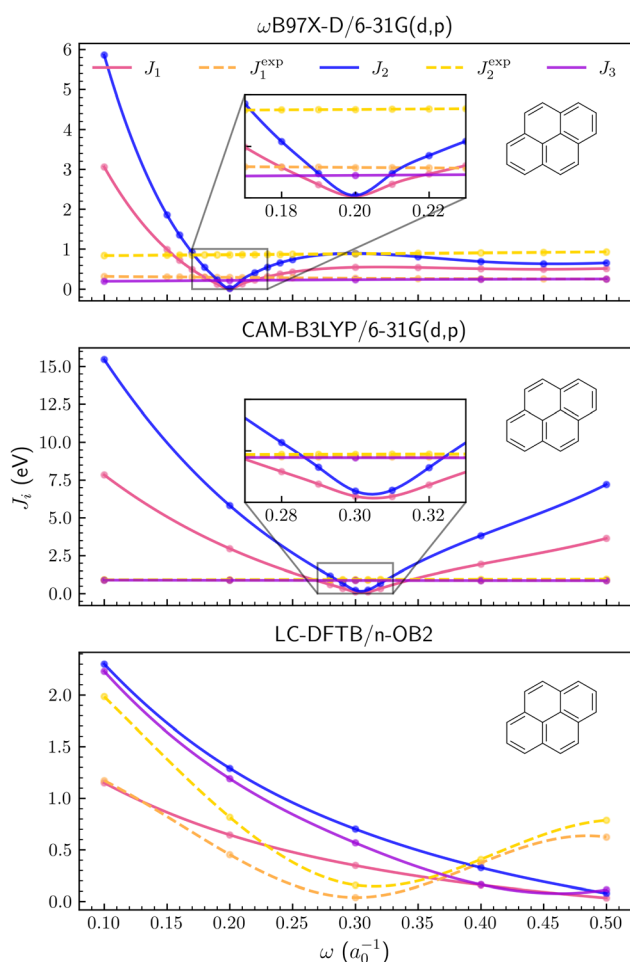 ωB97X-D/6-31G(d,p)
J₁ J₁ᵉˣᵖ J₂ J₂ᵉˣᵖ J₃
6
5
4
3
2
1
0
0.18 0.20 0.22
CAM-B3LYP/6-31G(d,p)
15.0
12.5
10.0
7.5
5.0
2.5
0.0
0.28 0.30 0.32
Jᵢ (eV)
LC-DFTB/n-OB2
2.0
1.5
1.0
0.5
0.0
0.10 0.15 0.20 0.25 0.30 0.35 0.40 0.45 0.50
ω (a₀⁻¹)